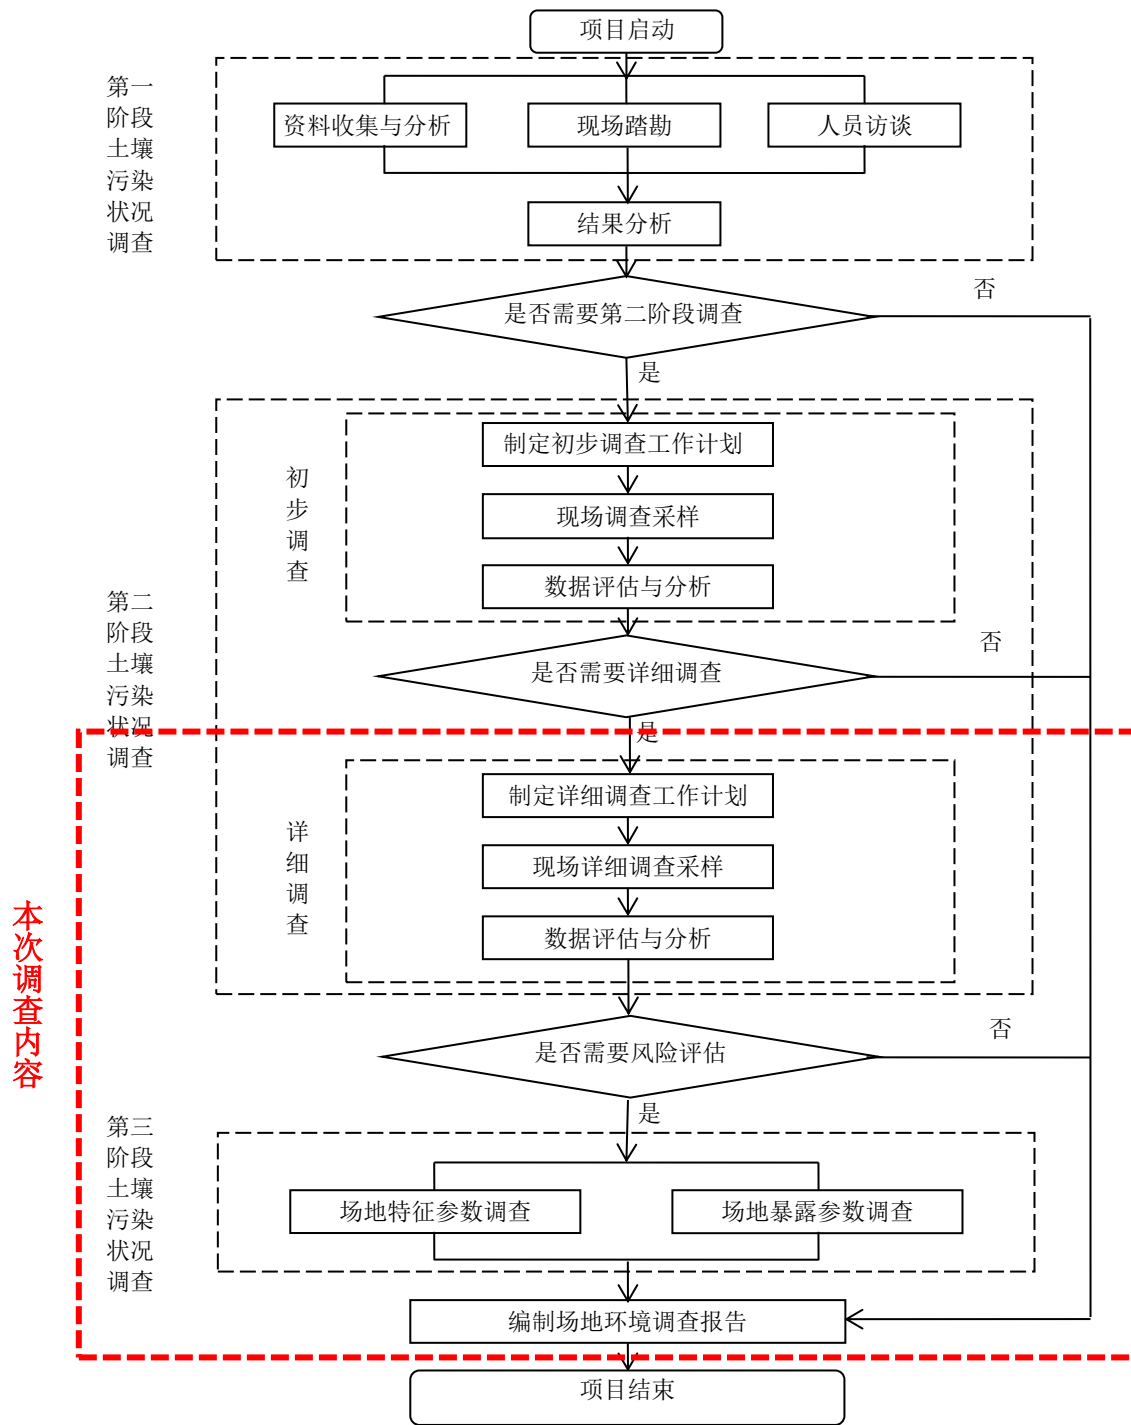 项目启动
第一
阶段
土壤
污染
状况
调查
资料收集与分析
现场踏勘
人员访谈
结果分析
是否需要第二阶段调查
否
是
第二
阶段
土壤
污染
状况
调查
初
步
调
查
制定初步调查工作计划
现场调查采样
数据评估与分析
是否需要详细调查
否
是
本次调查内容
详
细
调
查
制定详细调查工作计划
现场详细调查采样
数据评估与分析
是否需要风险评估
否
是
第三
阶段
土壤
污染
状况
调查
场地特征参数调查
场地暴露参数调查
编制场地环境调查报告
项目结束